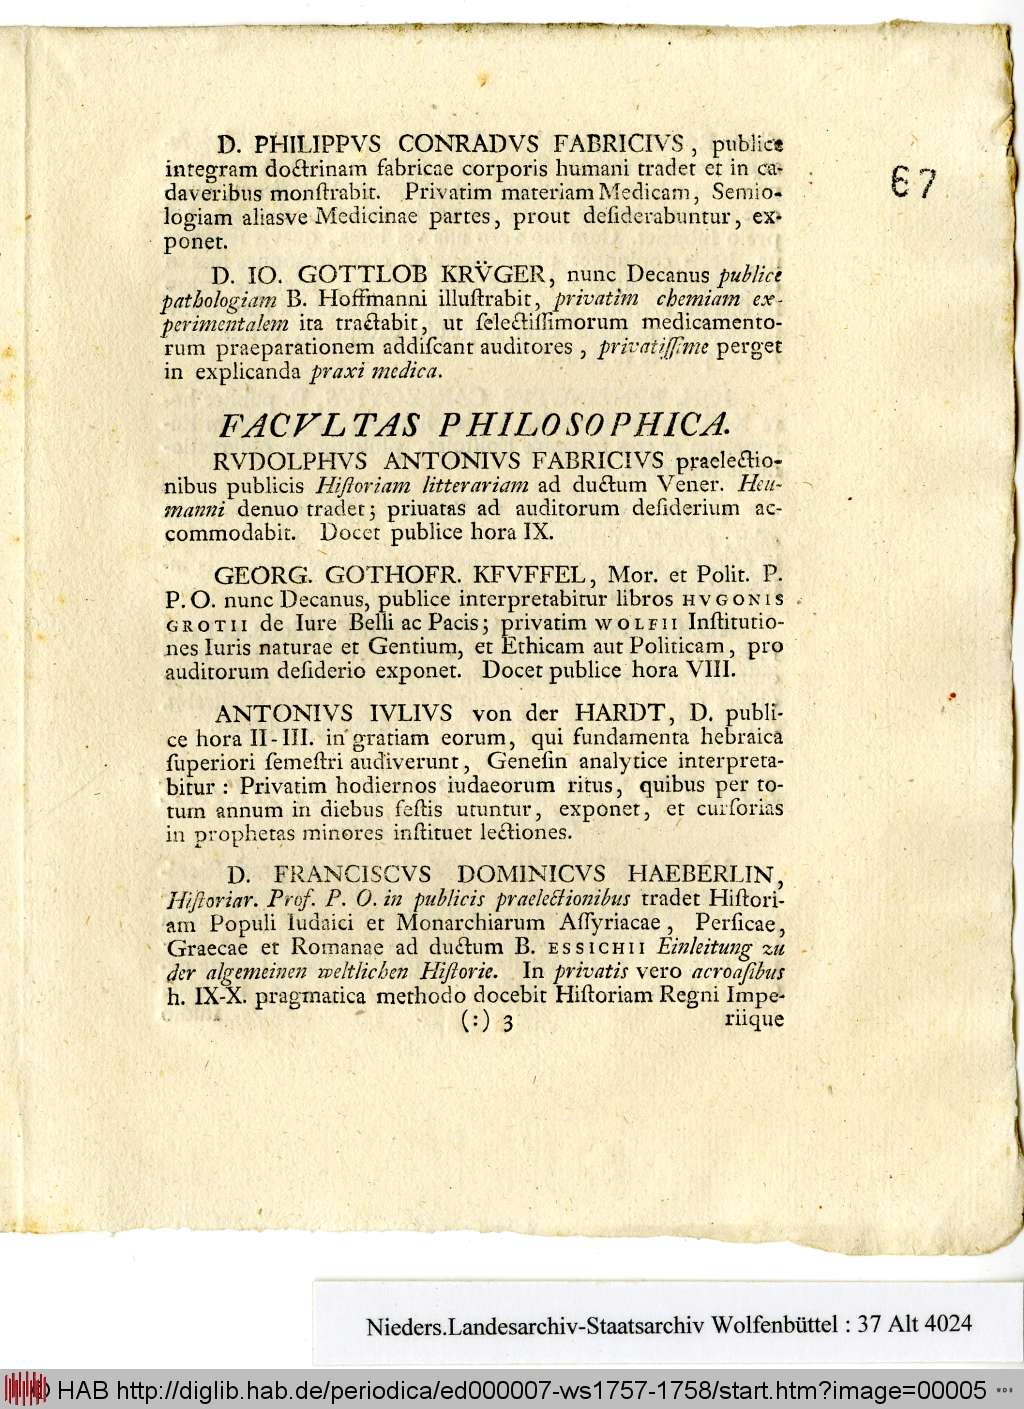 D. PHILIPPVS CONRADVS FABRICIVS, publice
integram doctrinam fabricae corporis humani tradet et in ca-
daveribus monſtrabit. Privatim materiam Medicam, Semio-
logiam aliasve Medicinae partes, prout deſiderabuntur, ex-
ponet.
D. IO. GOTTLOB KRV̈GER, nunc Decanus publice
pathologiam B. Hoffmanni illuſtrabit, privatim chemiam ex-
perimentalem ita tractabit, ut ſelectiſſimorum medicamento-
rum praeparationem addiſcant auditores, privatiſſime perget
in explicanda praxi medica.
FACVLTAS PHILOSOPHICA.
RVDOLPHVS ANTONIVS FABRICIVS praelectio-
nibus publicis Hiſtoriam litterariam ad ductum Vener. Heu-
manni denuo tradet; priuatas ad auditorum deſiderium ac-
commodabit. Docet publice hora IX.
GEORG. GOTHOFR. KEVFFEL, Mor. et Polit. P.
P. O. nunc Decanus, publice interpretabitur libros HVGONIS
GROTII de Iure Belli ac Pacis; privatim WOLFII Inſtitutio-
nes Iuris naturae et Gentium, et Ethicam aut Politicam, pro
auditorum deſiderio exponet. Docet publice hora VIII.
ANTONIVS IVLIVS von der HARDT, D. publi-
ce hora II-III. in gratiam eorum, qui fundamenta hebraica
ſuperiori ſemeſtri audiverunt, Geneſin analytice interpreta-
bitur: Privatim hodiernos iudaeorum ritus, quibus per to-
tum annum in diebus feſtis utuntur, exponet, et curſorias
in prophetas minores inſtituet lectiones.
D. FRANCISCVS DOMINICVS HAEBERLIN,
Hiſtoriar. Prof. P. O. in publicis praelectionibus tradet Hiſtori-
am Populi Iudaici et Monarchiarum Aſſyriacae, Perſicae,
Graecae et Romanae ad ductum B. ESSICHII Einleitung zu
der algemeinen weltlichen Hiſtorie. In privatis vero acroaſibus
h. IX-X. pragmatica methodo docebit Hiſtoriam Regni Impe-
(:) 3 riique
67
Nieders.Landesarchiv-Staatsarchiv Wolfenbüttel : 37 Alt 4024
© HAB http://diglib.hab.de/periodica/ed000007-ws1757-1758/start.htm?image=00005